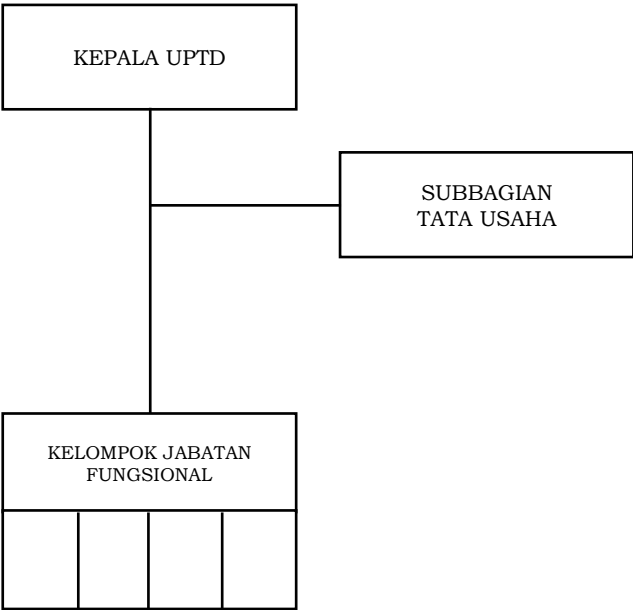 KEPALA UPTD
SUBBAGIAN
TATA USAHA
KELOMPOK JABATAN
FUNGSIONAL